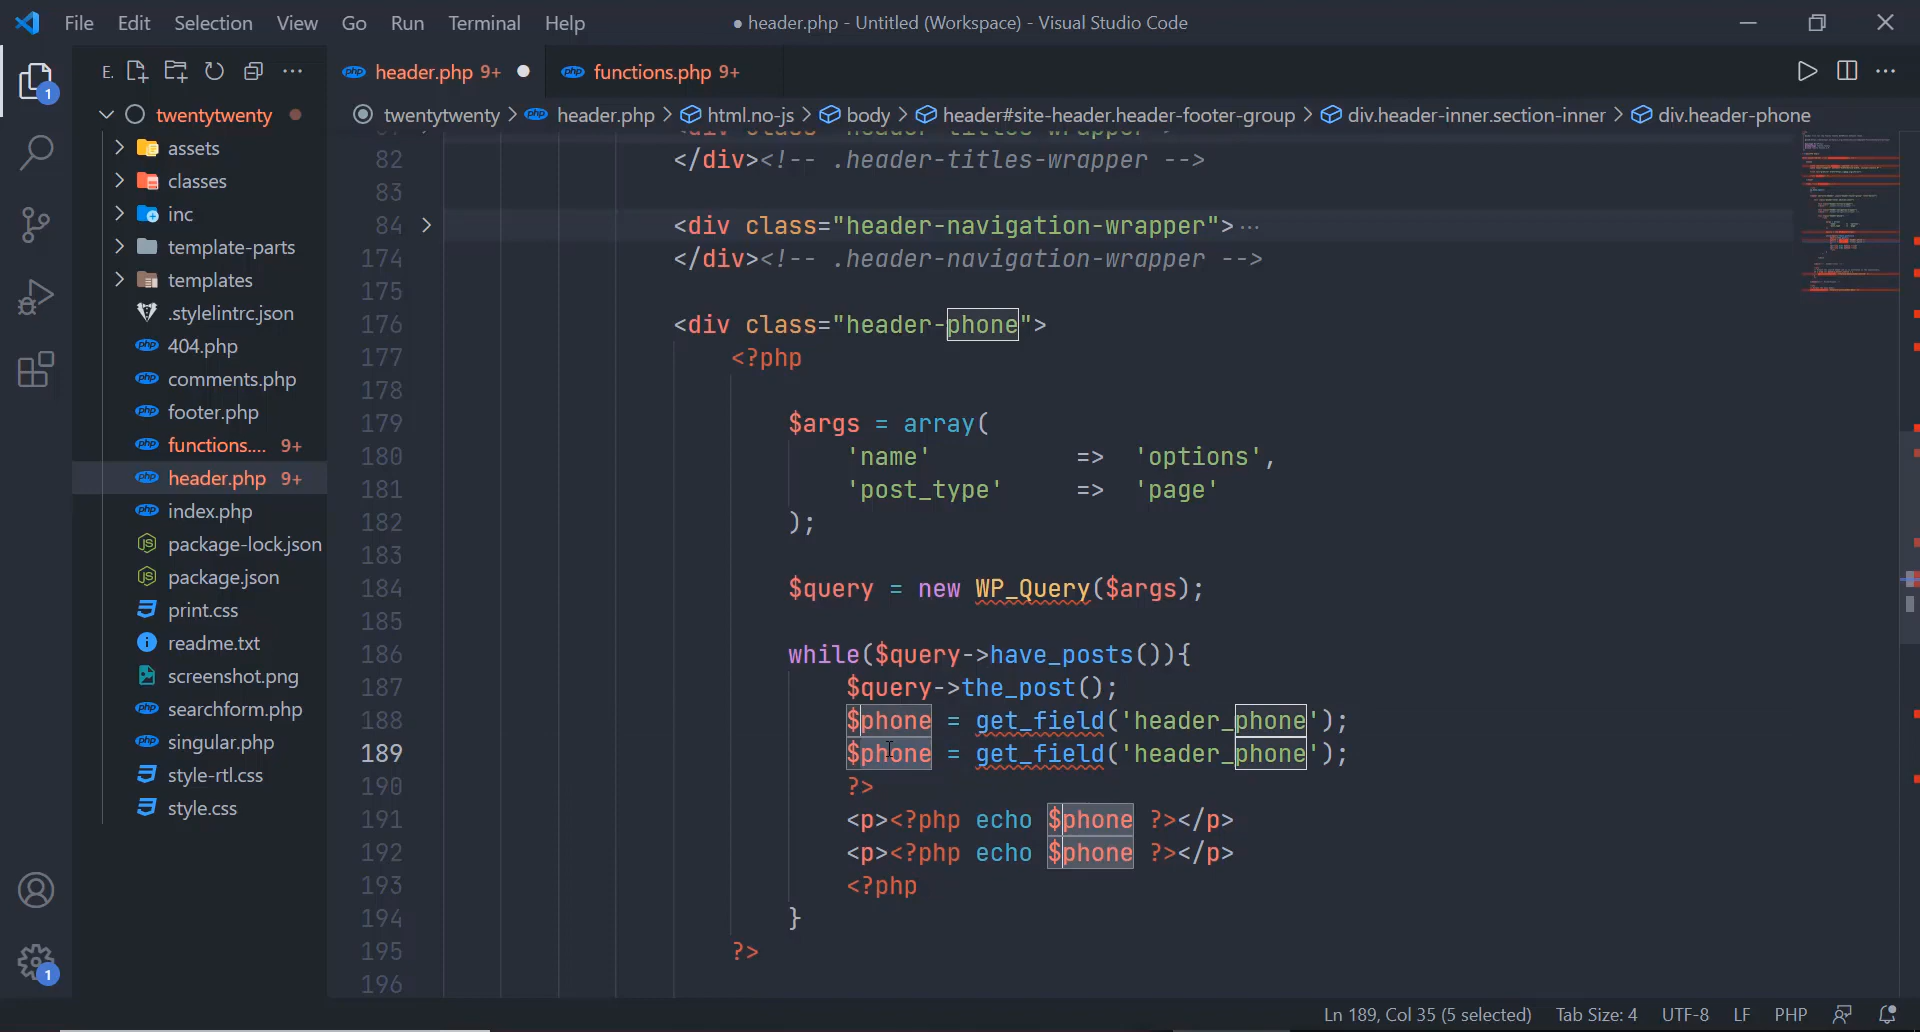 File Edit Selection View Go Run Terminal Help
● header.php - Untitled (Workspace) - Visual Studio Code
E.
header.php 9+
functions.php 9+
twentytwenty > header.php > html.no-js > body > header#site-header.header-footer-group > div.header-inner.section-inner > div.header-phone
1
twentytwenty
assets
classes
inc
template-parts
templates
.stylelintrc.json
404.php
comments.php
footer.php
functions.... 9+
header.php 9+
index.php
package-lock.json
package.json
print.css
readme.txt
screenshot.png
searchform.php
singular.php
style-rtl.css
style.css
1
<div class="header-titles-wrapper">
82 </div><!-- .header-titles-wrapper -->
83
84 <div class="header-navigation-wrapper">...
174 </div><!-- .header-navigation-wrapper -->
175
176 <div class="header-phone">
177 <?php
178
179 $args = array(
180 'name' => 'options',
181 'post_type' => 'page'
182 );
183
184 $query = new WP_Query($args);
185
186 while($query->have_posts()){
187 $query->the_post();
188 $phone = get_field('header_phone');
189 $phone = get_field('header_phone');
190 ?>
191 <p><?php echo $phone ?></p>
192 <p><?php echo $phone ?></p>
193 <?php
194 }
195 ?>
196
Ln 189, Col 35 (5 selected) Tab Size: 4 UTF-8 LF PHP